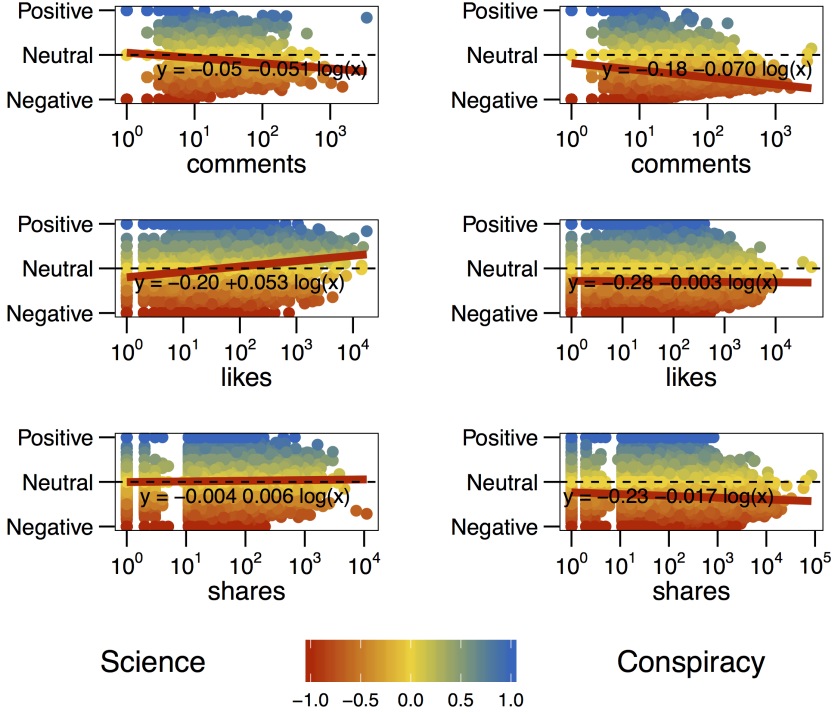 Positive
Neutral
Negative
y = −0.05 −0.051 log(x)
10^0 10^1 10^2 10^3
comments
Positive
Neutral
Negative
y = −0.18 −0.070 log(x)
10^0 10^1 10^2 10^3
comments
Positive
Neutral
Negative
y = −0.20 +0.053 log(x)
10^0 10^1 10^2 10^3 10^4
likes
Positive
Neutral
Negative
y = −0.28 −0.003 log(x)
10^0 10^1 10^2 10^3 10^4
likes
Positive
Neutral
Negative
y = −0.004 0.006 log(x)
10^0 10^1 10^2 10^3 10^4
shares
Positive
Neutral
Negative
y = −0.23 −0.017 log(x)
10^0 10^1 10^2 10^3 10^4 10^5
shares
Science
Conspiracy
−1.0 −0.5 0.0 0.5 1.0